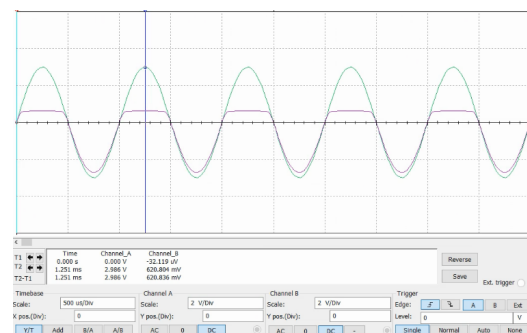 Time Channel_A Channel_B
T1 0.000 s 0.000 V -32.119 uV
T2 1.251 ms 2.986 V 620.804 mV
T2-T1 1.251 ms 2.986 V 620.836 mV
Reverse
Save
Ext. trigger
Timebase
Scale: 500 us/Div
X pos.(Div): 0
Y/T Add B/A A/B
Channel A
Scale: 2 V/Div
Y pos.(Div): 0
AC 0 DC
Channel B
Scale: 2 V/Div
Y pos.(Div): 0
AC 0 DC -
Trigger
Edge: A B Ext
Level: 0 V
Single Normal Auto None